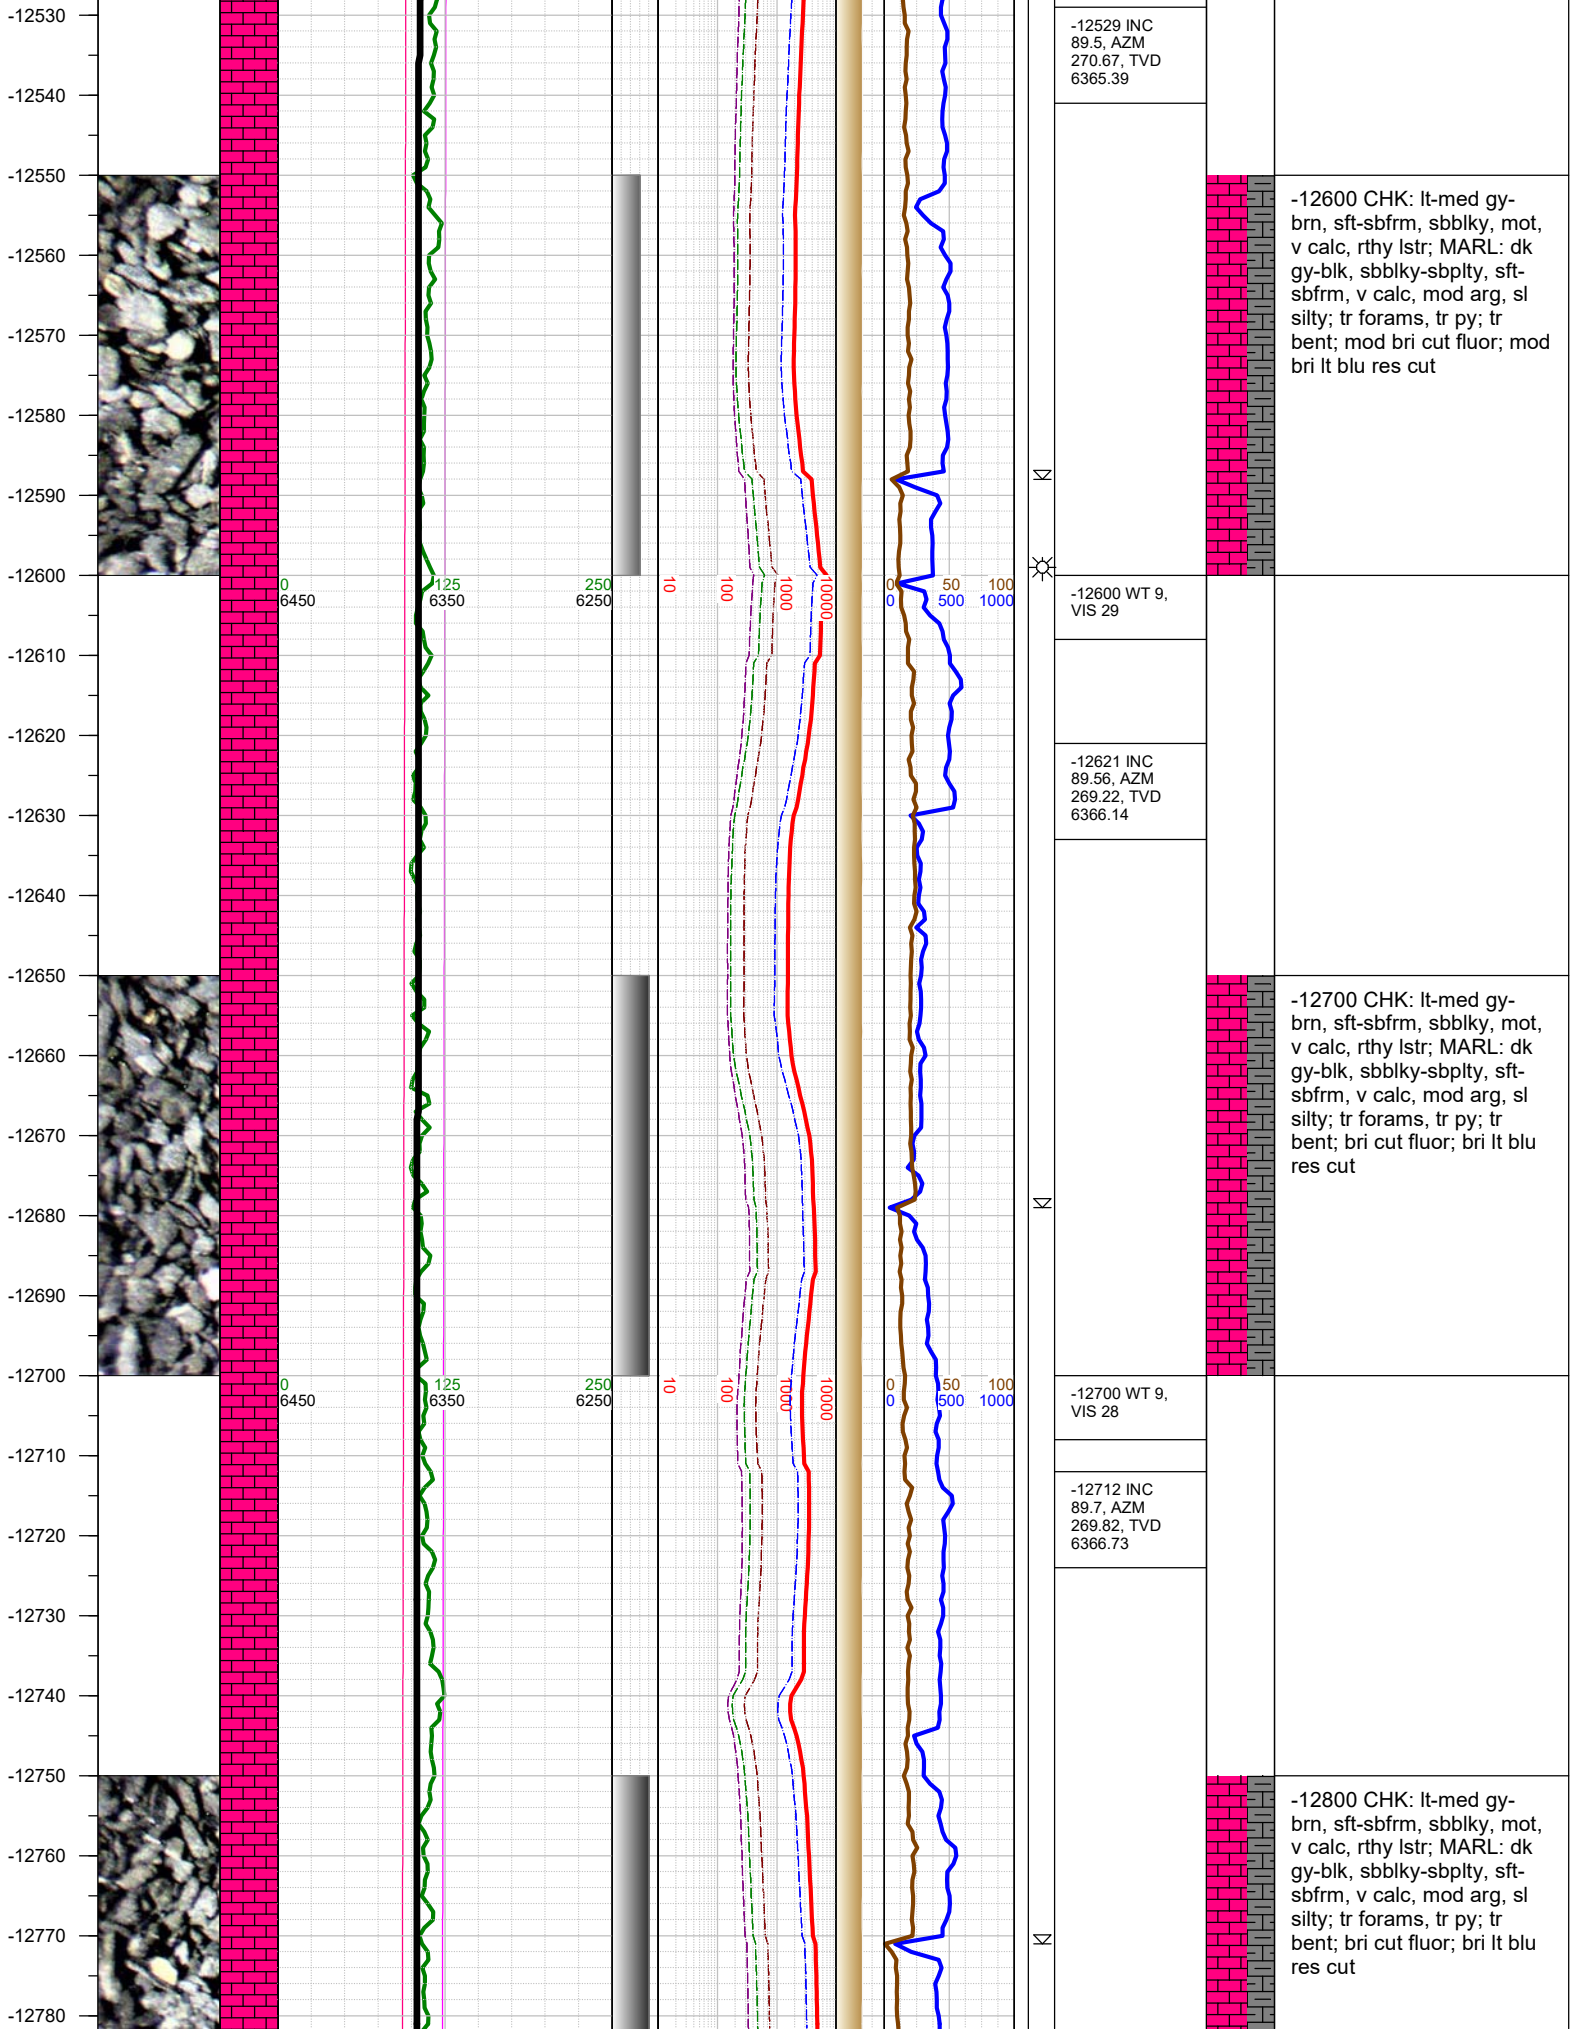 -12530
-12540
-12550
-12560
-12570
-12580
-12590
-12600
-12610
-12620
-12630
-12640
-12650
-12660
-12670
-12680
-12690
-12700
-12710
-12720
-12730
-12740
-12750
-12760
-12770
-12780
0 125 250
6450 6350 6250
10 100 1000 10000
0 50 100
0 500 1000
0 125 250
6450 6350 6250
10 100 1000 10000
0 50 100
0 500 1000
-12529 INC
89.5, AZM
270.67, TVD
6365.39
-12600 WT 9,
VIS 29
-12621 INC
89.56, AZM
269.22, TVD
6366.14
-12700 WT 9,
VIS 28
-12712 INC
89.7, AZM
269.82, TVD
6366.73
-12600 CHK: lt-med gy-
brn, sft-sbfrm, sbblky, mot,
v calc, rthy lstr; MARL: dk
gy-blk, sbblky-sbplty, sft-
sbfrm, v calc, mod arg, sl
silty; tr forams, tr py; tr
bent; mod bri cut fluor; mod
bri lt blu res cut
-12700 CHK: lt-med gy-
brn, sft-sbfrm, sbblky, mot,
v calc, rthy lstr; MARL: dk
gy-blk, sbblky-sbplty, sft-
sbfrm, v calc, mod arg, sl
silty; tr forams, tr py; tr
bent; bri cut fluor; bri lt blu
res cut
-12800 CHK: lt-med gy-
brn, sft-sbfrm, sbblky, mot,
v calc, rthy lstr; MARL: dk
gy-blk, sbblky-sbplty, sft-
sbfrm, v calc, mod arg, sl
silty; tr forams, tr py; tr
bent; bri cut fluor; bri lt blu
res cut